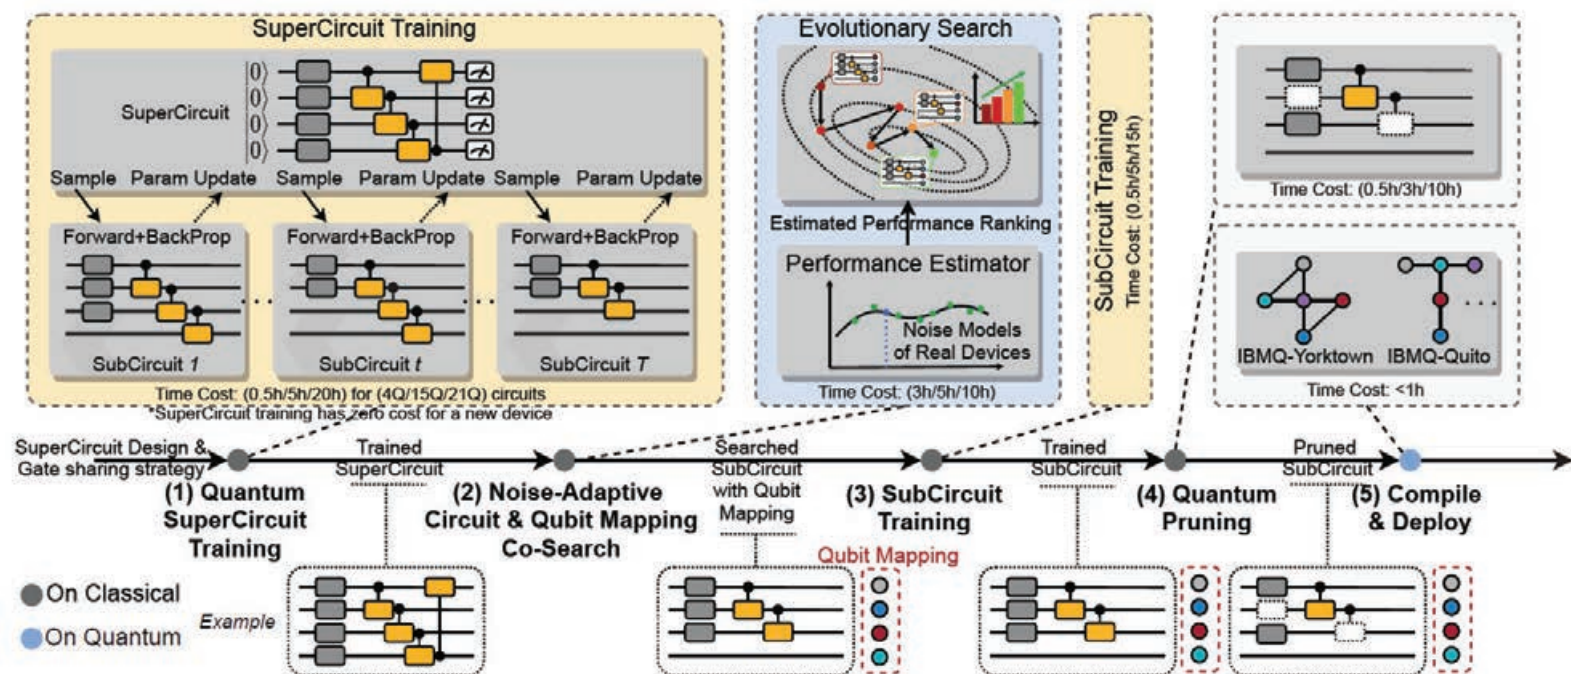 SuperCircuit Training
SuperCircuit
|0⟩
|0⟩
|0⟩
|0⟩
Sample
Param Update
Sample
Param Update
Sample
Param Update
Forward+BackProp
SubCircuit 1
...
Forward+BackProp
SubCircuit t
...
Forward+BackProp
SubCircuit T
Time Cost: (0.5h/5h/20h) for (4Q/15Q/21Q) circuits
*SuperCircuit training has zero cost for a new device
Evolutionary Search
Estimated Performance Ranking
Performance Estimator
Noise Models
of Real Devices
Time Cost: (3h/5h/10h)
SubCircuit Training
Time Cost: (0.5h/5h/15h)
Time Cost: (0.5h/3h/10h)
IBMQ-Yorktown
IBMQ-Quito
...
Time Cost: <1h
SuperCircuit Design &
Gate sharing strategy
(1) Quantum
SuperCircuit
Training
Trained
SuperCircuit
(2) Noise-Adaptive
Circuit & Qubit Mapping
Co-Search
Searched
SubCircuit
with Qubit
Mapping
(3) SubCircuit
Training
Trained
SubCircuit
(4) Quantum
Pruning
Pruned
SubCircuit
(5) Compile
& Deploy
On Classical
On Quantum
Example
Qubit Mapping